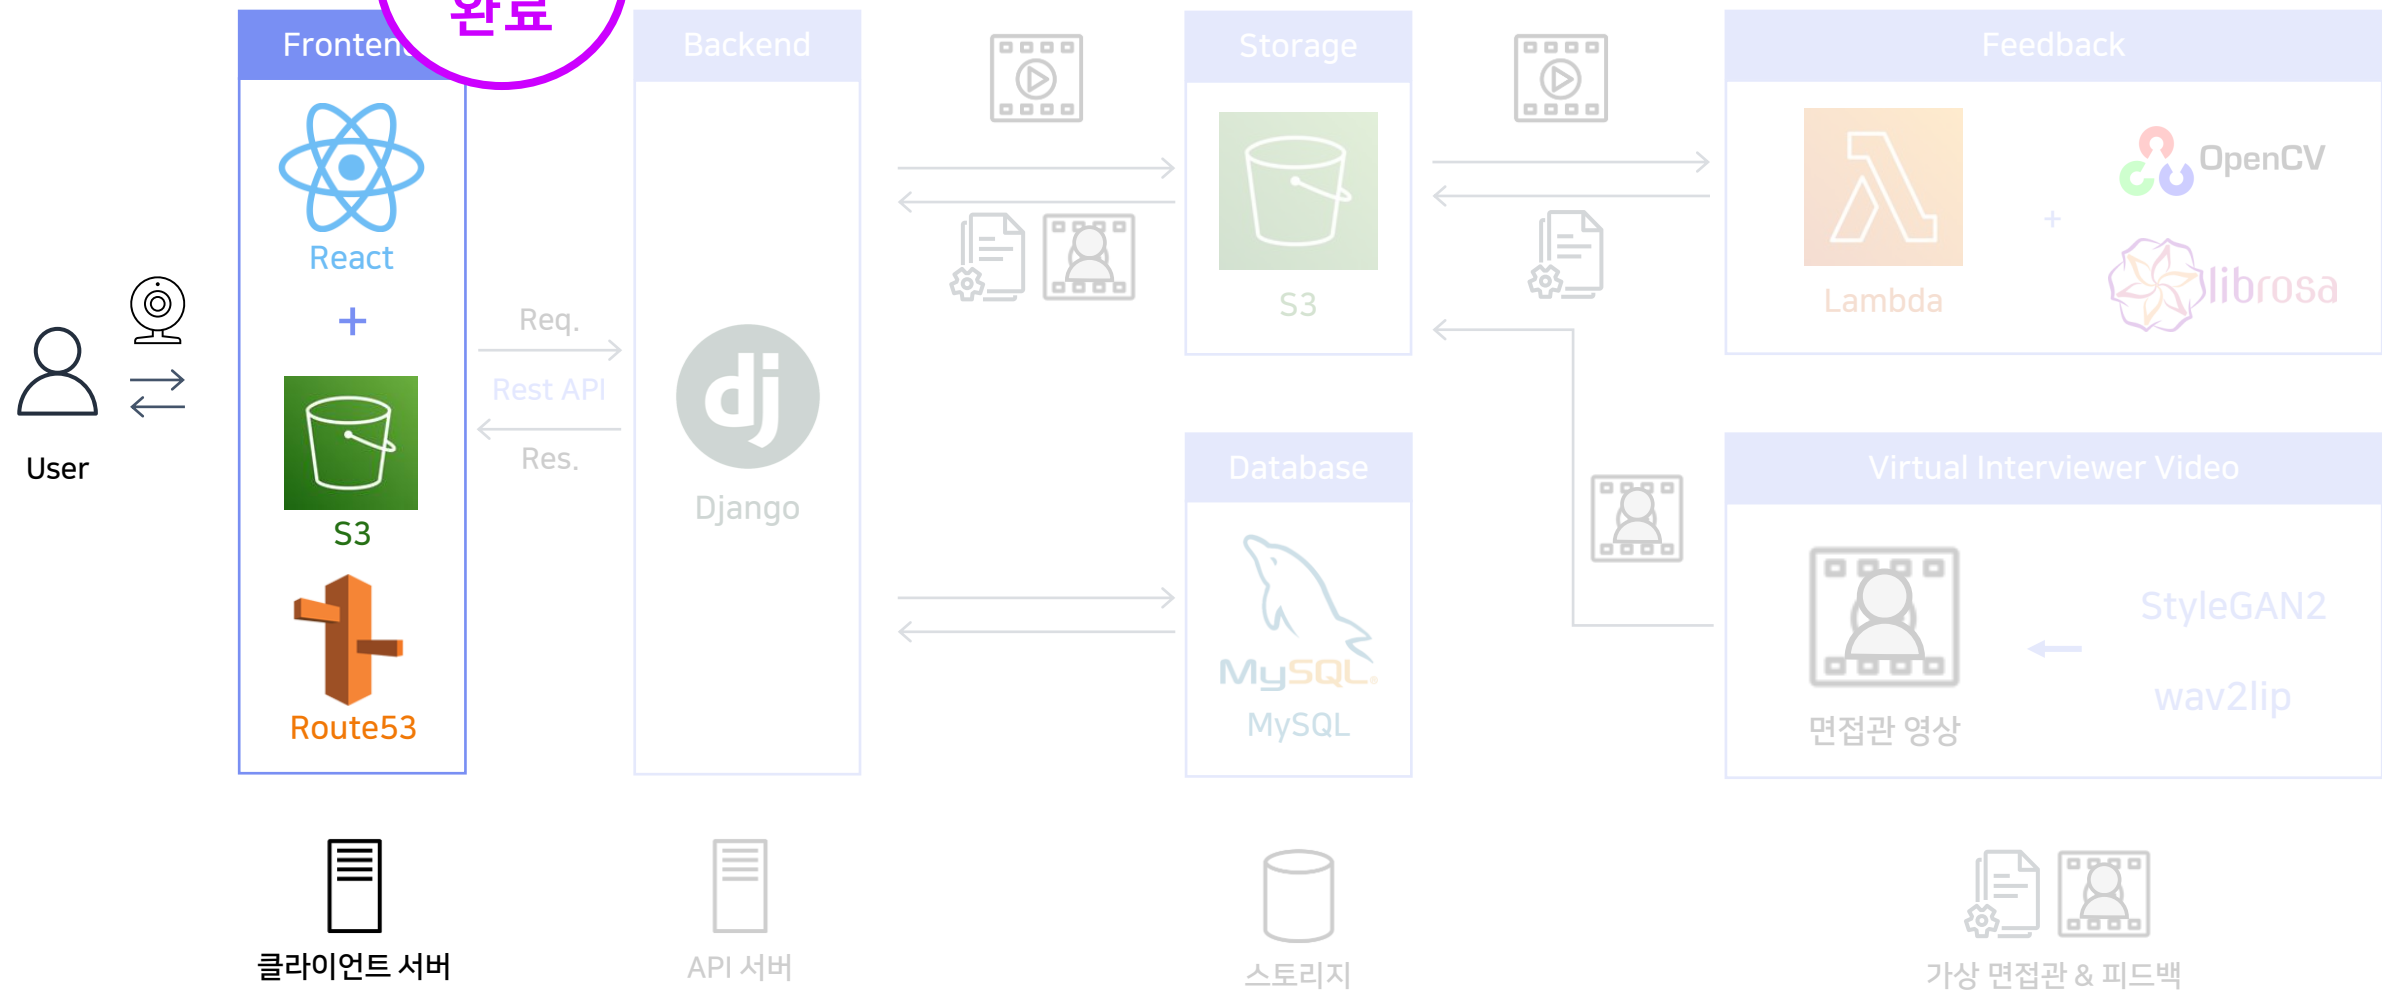 완료
Frontend
React
+
S3
Route53
User
Req.
Rest API
Res.
Backend
dj
Django
Storage
S3
Database
MySQL®
MySQL
Feedback
Lambda
+
OpenCV
librosa
Virtual Interviewer Video
면접관 영상
StyleGAN2
wav2lip
클라이언트 서버
API 서버
스토리지
가상 면접관 & 피드백